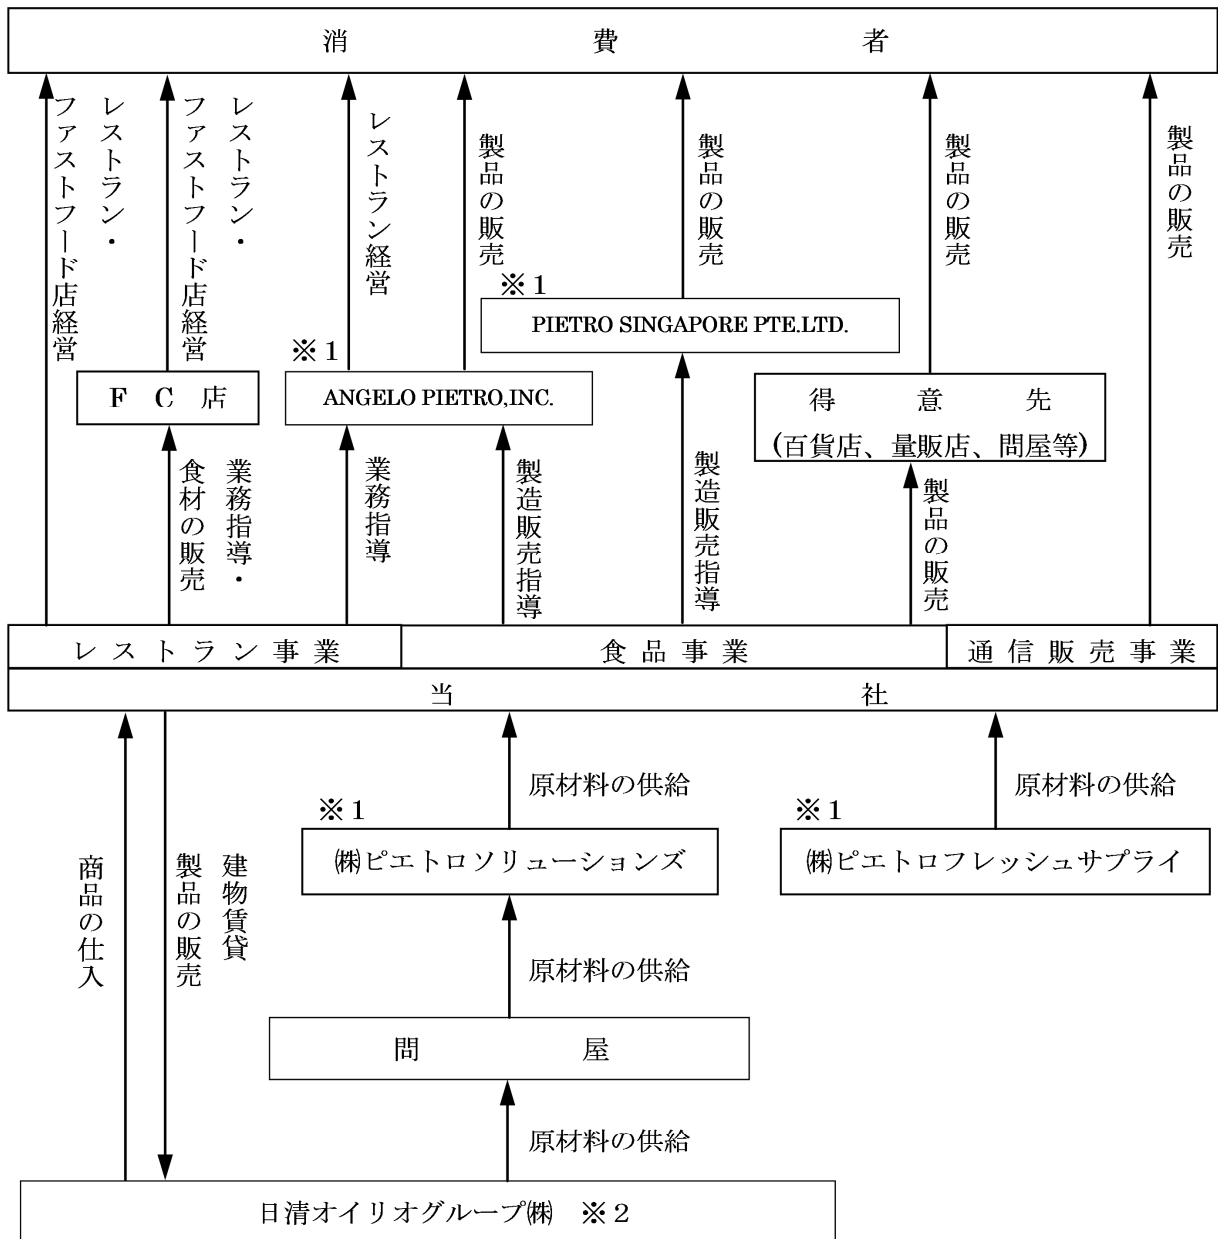 消費者
レストラン・
ファストフード店経営
レストラン・
ファストフード店経営
レストラン経営
製品の販売
製品の販売
製品の販売
製品の販売
※1
PIETRO SINGAPORE PTE.LTD.
※1
FC店
ANGELO PIETRO,INC.
得意先
(百貨店、量販店、問屋等)
業務指導・
食材の販売
業務指導
製造販売指導
製造販売指導
製品の販売
レストラン事業
食品事業
通信販売事業
当社
原材料の供給
原材料の供給
※1
※1
㈱ピエトロソリューションズ
㈱ピエトロフレッシュサプライ
商品の仕入
建物賃貸
製品の販売
原材料の供給
問屋
原材料の供給
日清オイリオグループ㈱ ※2